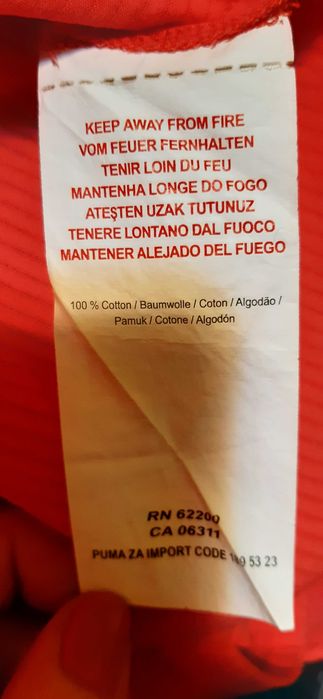 KEEP AWAY FROM FIRE
VOM FEUER FERNHALTEN
TENIR LOIN DU FEU
MANTENHA LONGE DO FOGO
ATEŞTEN UZAK TUTUNUZ
TENERE LONTANO DAL FUOCO
MANTENER ALEJADO DEL FUEGO
100 % Cotton / Baumwolle / Coton / Algodão /
Pamuk / Cotone / Algodón
RN 62200
CA 06311
PUMA ZA IMPORT CODE 53 23